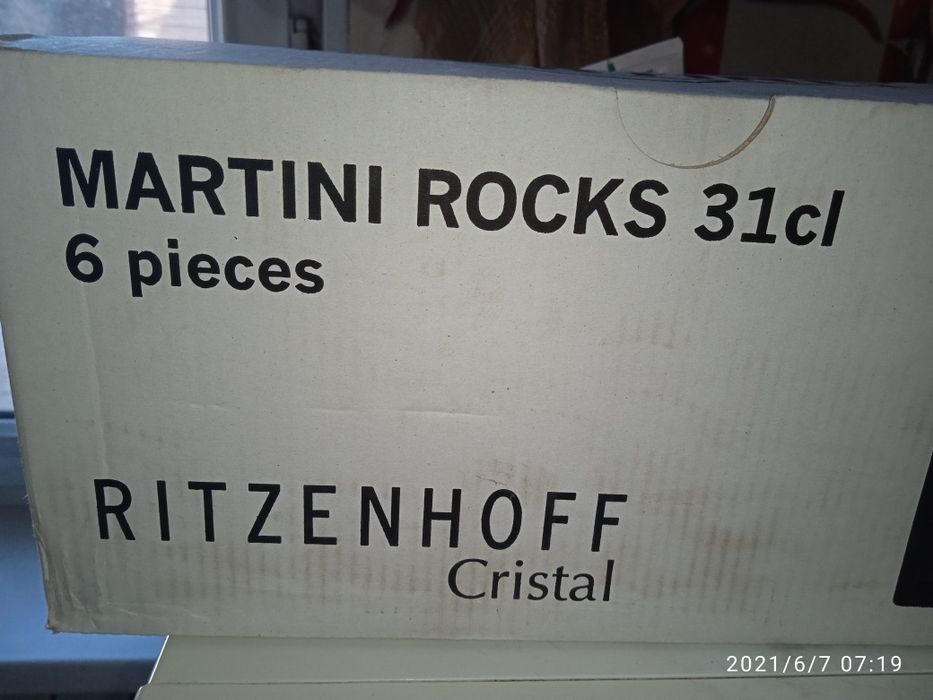 MARTINI ROCKS 31cl
6 pieces
RITZENHOFF
Cristal
2021/6/7 07:19